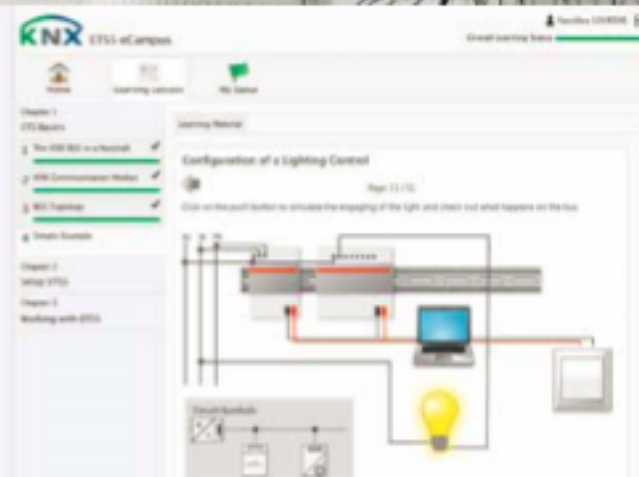 KNX ETS5 eCampus
Overall Learning Status
Home
Learning Lessons
My Status
Chapter 1
ETS Basics
1 The KNX BUS in a Nutshell
2 KNX Communication Modes
3 BUS Topology
4 Simple Example
Chapter 2
Setup ETS5
Chapter 3
Working with ETS5
Learning Material
Configuration of a Lighting Control
Click on the push button to simulate the engaging of the light and check out what happens on the bus
Circuit Symbols